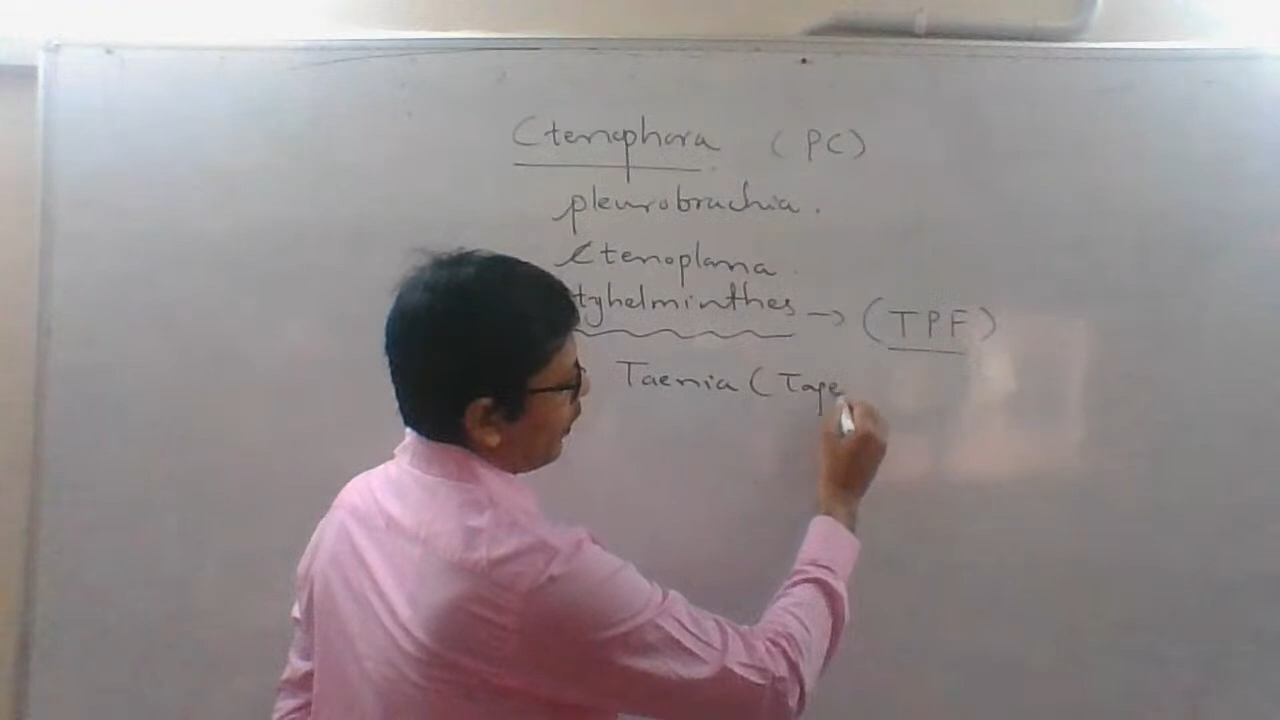 Ctenophora (PC)
pleurobrachia.
Ctenoplana
tyhelminthes → (TPF)
Taenia ( Tape